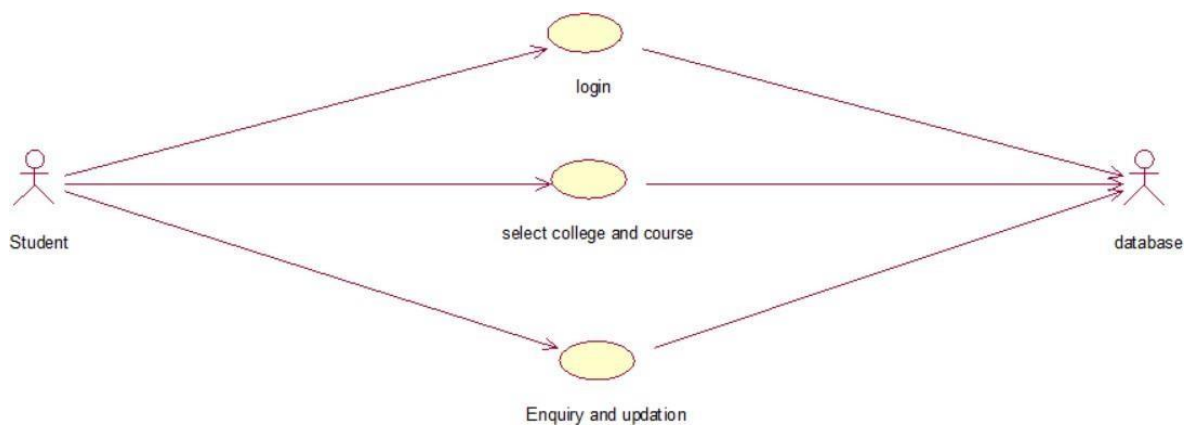 login
Student
select college and course
database
Enquiry and updation